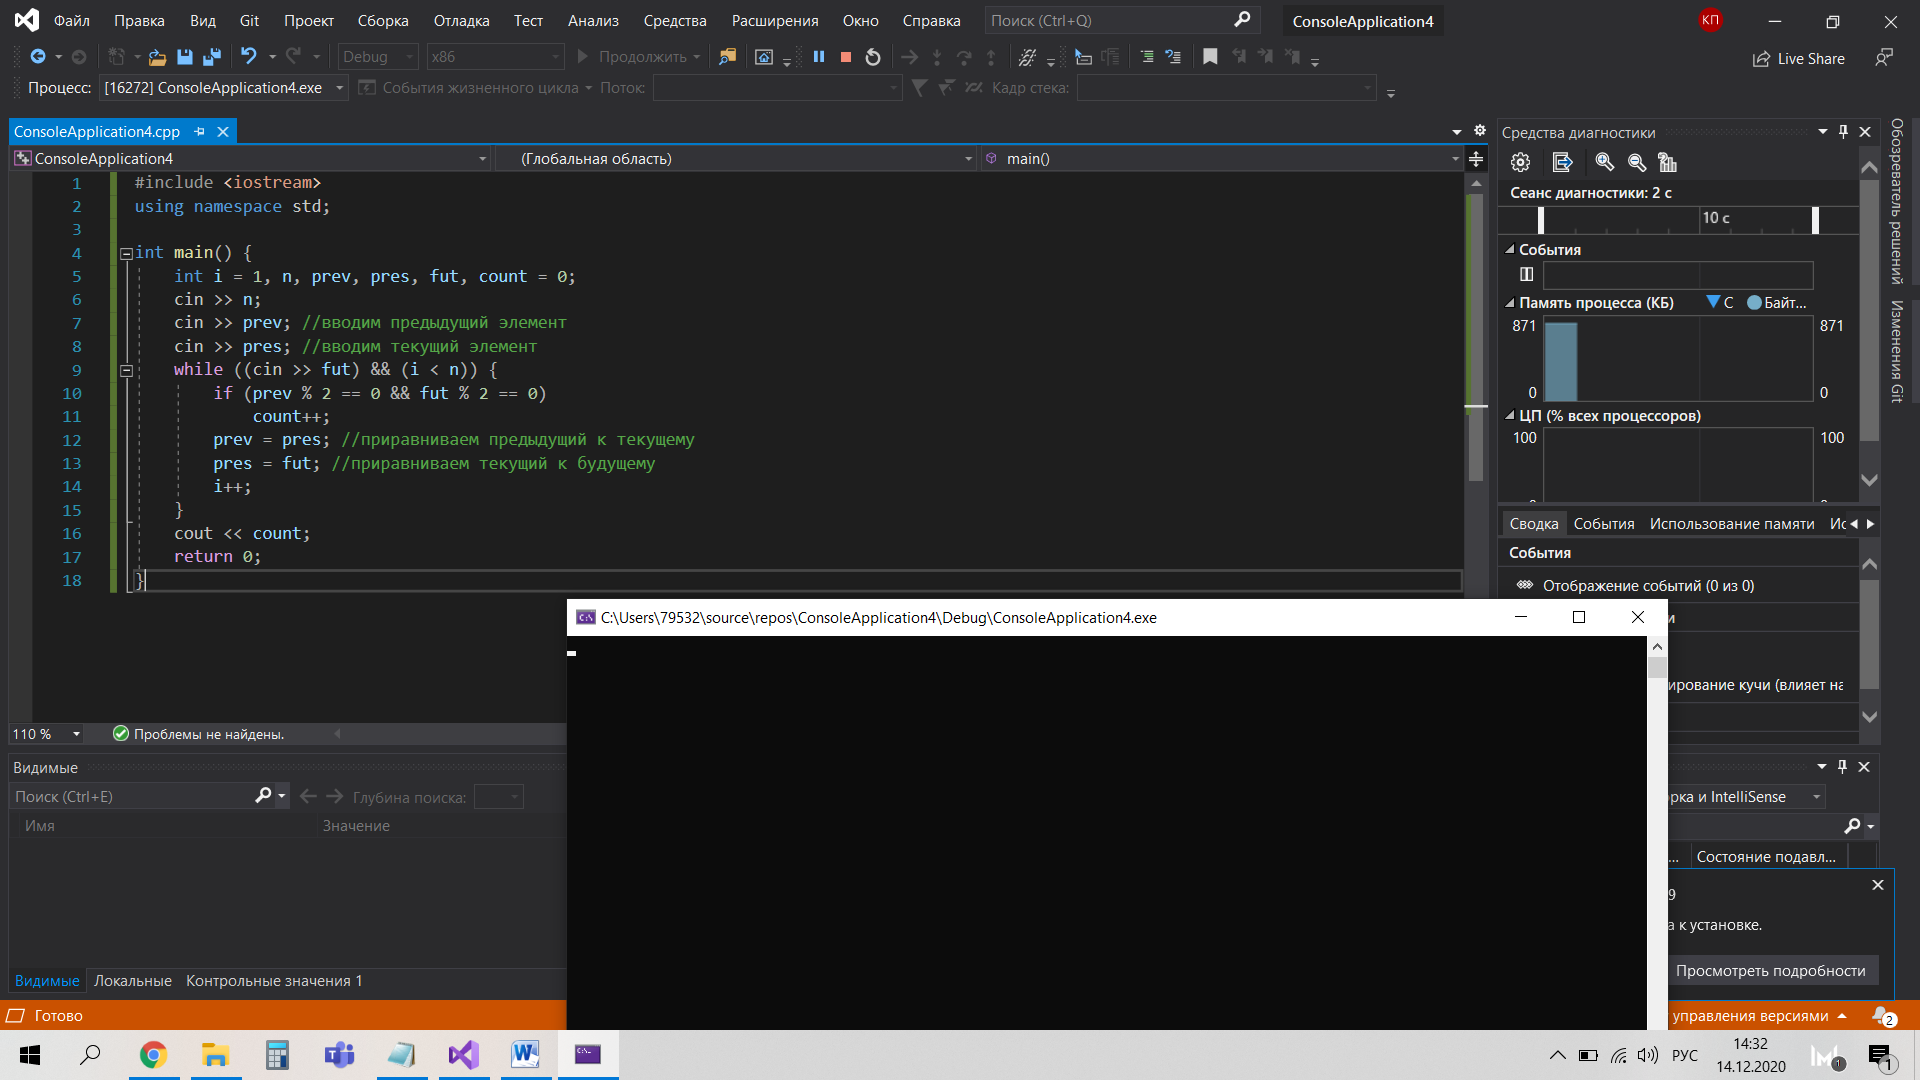 Файл Правка Вид Git Проект Сборка Отладка Тест Анализ Средства Расширения Окно Справка Поиск (Ctrl+Q) ConsoleApplication4 КП
Debug x86 Продолжить Live Share
Процесс: [16272] ConsoleApplication4.exe События жизненного цикла Поток: Кадр стека:
ConsoleApplication4.cpp
ConsoleApplication4 (Глобальная область) main()
1 #include <iostream>
2 using namespace std;
3
4 int main() {
5 int i = 1, n, prev, pres, fut, count = 0;
6 cin >> n;
7 cin >> prev; //вводим предыдущий элемент
8 cin >> pres; //вводим текущий элемент
9 while ((cin >> fut) && (i < n)) {
10 if (prev % 2 == 0 && fut % 2 == 0)
11 count++;
12 prev = pres; //приравниваем предыдущий к текущему
13 pres = fut; //приравниваем текущий к будущему
14 i++;
15 }
16 cout << count;
17 return 0;
18 }
110 % Проблемы не найдены.
Средства диагностики
Сеанс диагностики: 2 с
10 с
События
Память процесса (КБ) С Байт...
871 871
0 0
ЦП (% всех процессоров)
100 100
Сводка События Использование памяти Ис
События
Отображение событий (0 из 0)
и
ирование кучи (влияет на
Обозреватель решений
Изменения Git
C:\Users\79532\source\repos\ConsoleApplication4\Debug\ConsoleApplication4.exe
Видимые
Поиск (Ctrl+E) Глубина поиска:
Имя Значение
Видимые Локальные Контрольные значения 1
рка и IntelliSense
... Состояние подавл...
9
а к установке.
Просмотреть подробности
Готово
управления версиями 2
РУС 14:32
14.12.2020
1
1